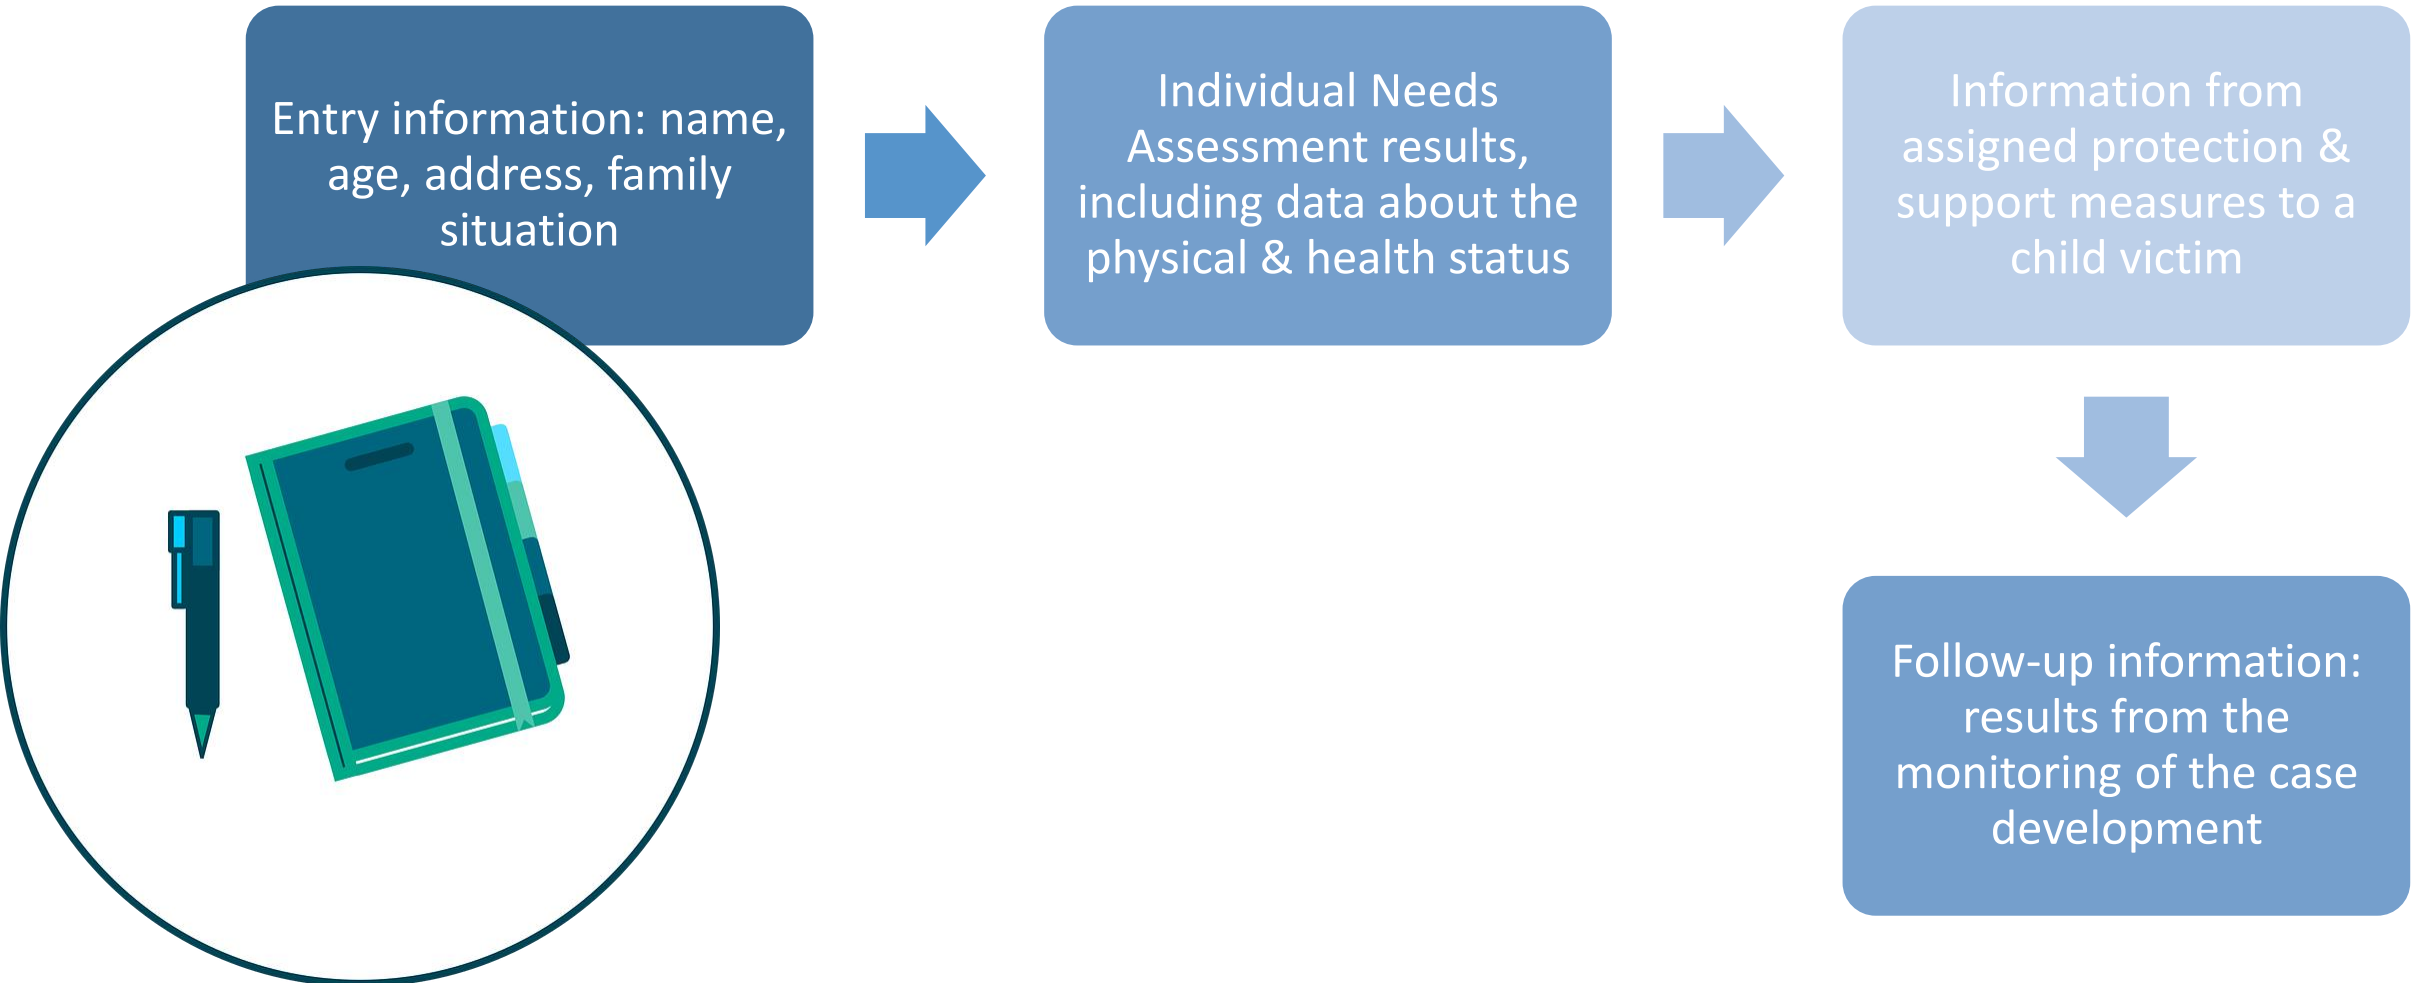 Entry information: name,
age, address, family
situation
Individual Needs
Assessment results,
including data about the
physical & health status
Information from
assigned protection &
support measures to a
child victim
Follow-up information:
results from the
monitoring of the case
development